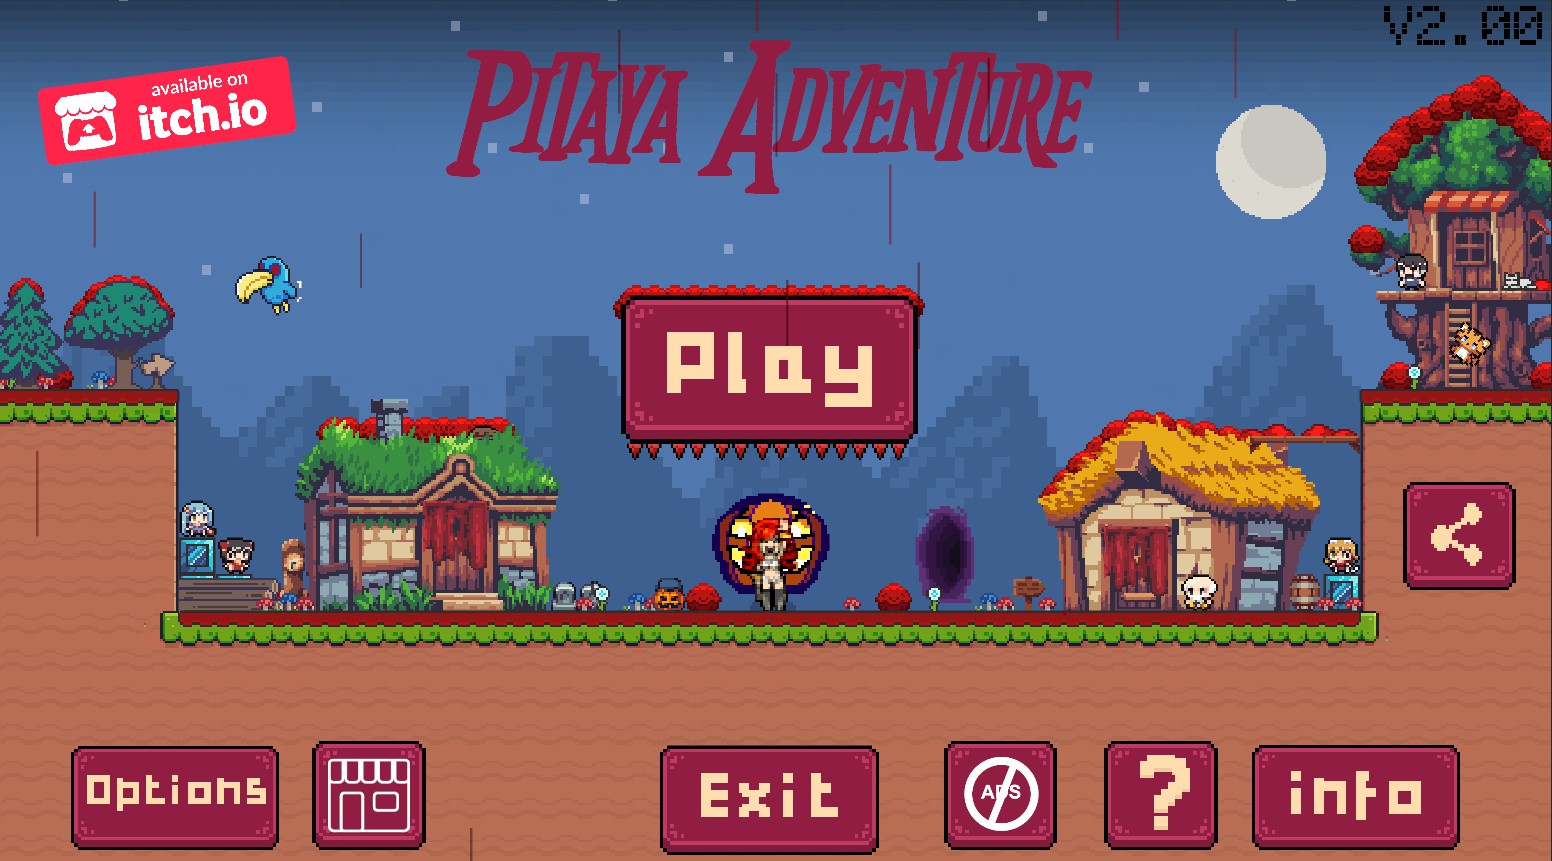 V2.00
available on
itch.io
PITAYA ADVENTURE
Play
Options
Exit
ADS
?
info